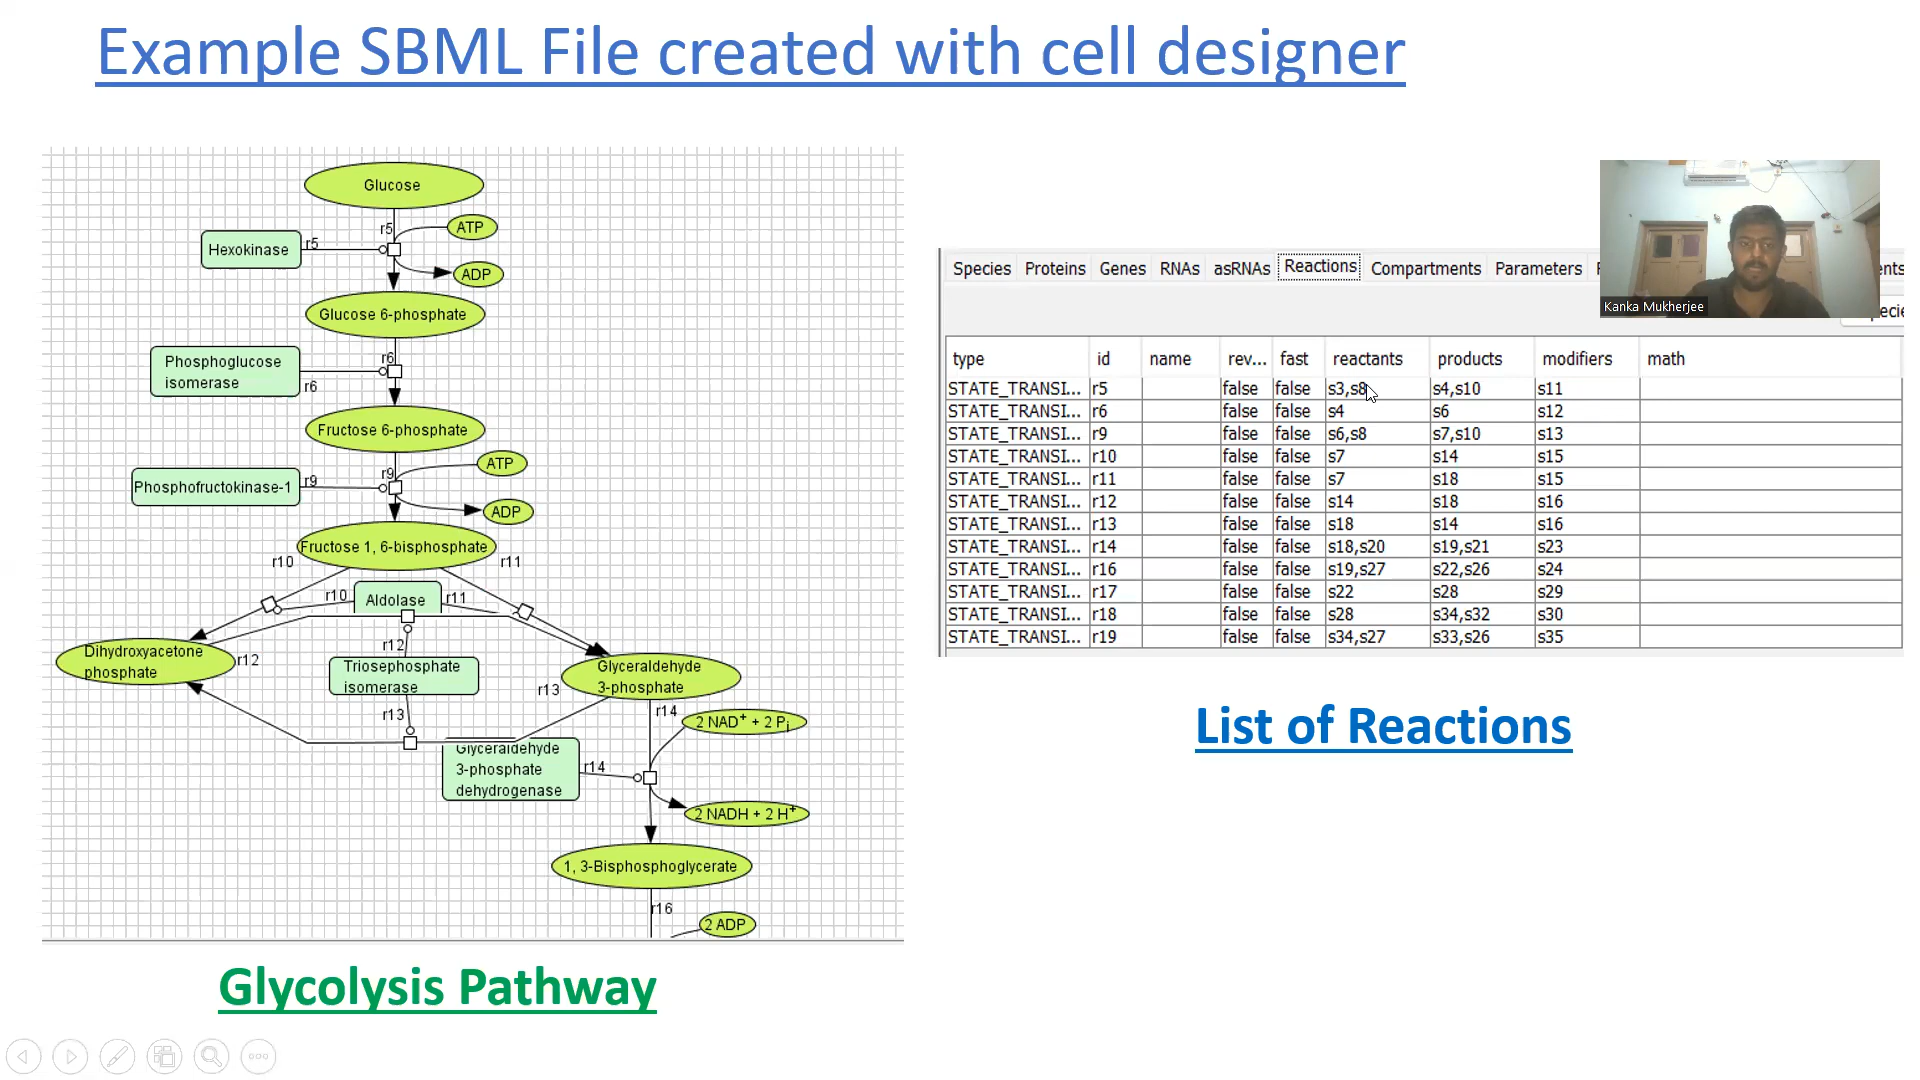 Example SBML File created with cell designer
Glucose
r5
ATP
Hexokinase
r5
ADP
Glucose 6-phosphate
r6
Phosphoglucose
isomerase
r6
Fructose 6-phosphate
ATP
r9
Phosphofructokinase-1
r9
ADP
Fructose 1, 6-bisphosphate
r10
r11
r10
Aldolase
r11
Dihydroxyacetone
phosphate
r12
r12
Triosephosphate
isomerase
Glyceraldehyde
3-phosphate
r13
r13
r14
2 NAD+ + 2 Pi
Glyceraldehyde
3-phosphate
dehydrogenase
r14
2 NADH + 2 H+
1, 3-Bisphosphoglycerate
r16
2 ADP
Glycolysis Pathway
Kanka Mukherjee
Species Proteins Genes RNAs asRNAs Reactions Compartments Parameters
type id name rev... fast reactants products modifiers math
STATE_TRANSI... r5 false false s3,s8 s4,s10 s11
STATE_TRANSI... r6 false false s4 s6 s12
STATE_TRANSI... r9 false false s6,s8 s7,s10 s13
STATE_TRANSI... r10 false false s7 s14 s15
STATE_TRANSI... r11 false false s7 s18 s15
STATE_TRANSI... r12 false false s14 s18 s16
STATE_TRANSI... r13 false false s18 s14 s16
STATE_TRANSI... r14 false false s18,s20 s19,s21 s23
STATE_TRANSI... r16 false false s19,s27 s22,s26 s24
STATE_TRANSI... r17 false false s22 s28 s29
STATE_TRANSI... r18 false false s28 s34,s32 s30
STATE_TRANSI... r19 false false s34,s27 s33,s26 s35
List of Reactions